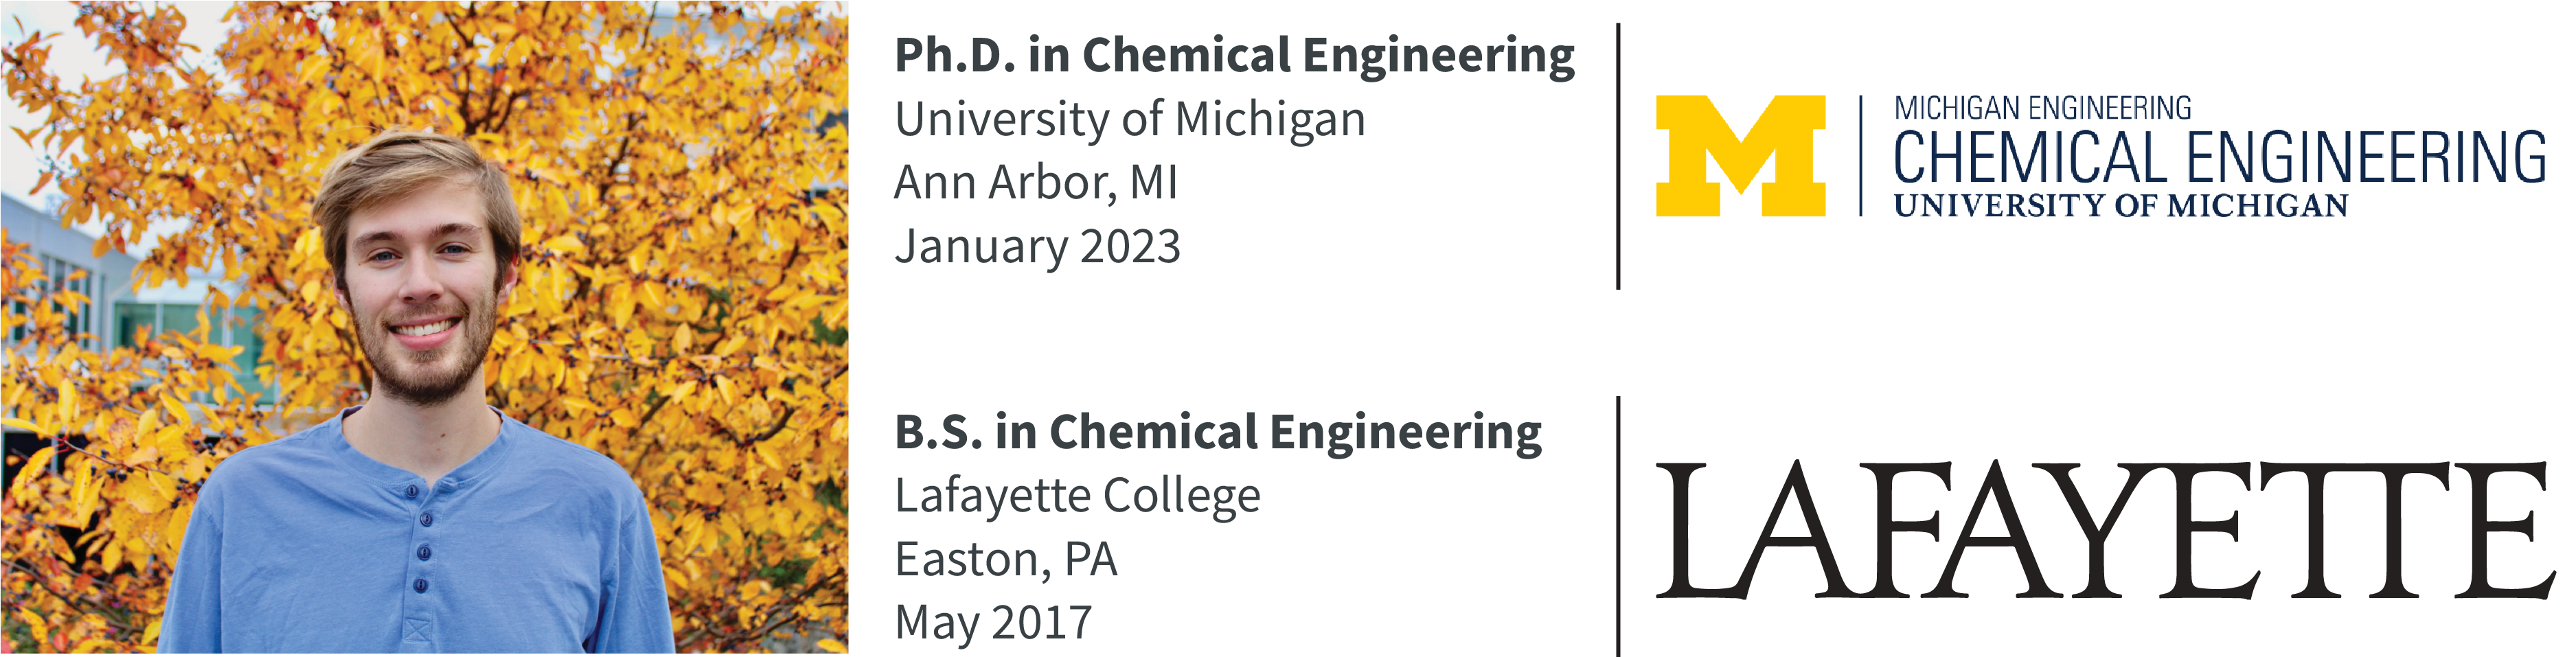 Ph.D. in Chemical Engineering
University of Michigan
Ann Arbor, MI
January 2023
M
MICHIGAN ENGINEERING
CHEMICAL ENGINEERING
UNIVERSITY OF MICHIGAN
B.S. in Chemical Engineering
Lafayette College
Easton, PA
May 2017
LAFAYETTE